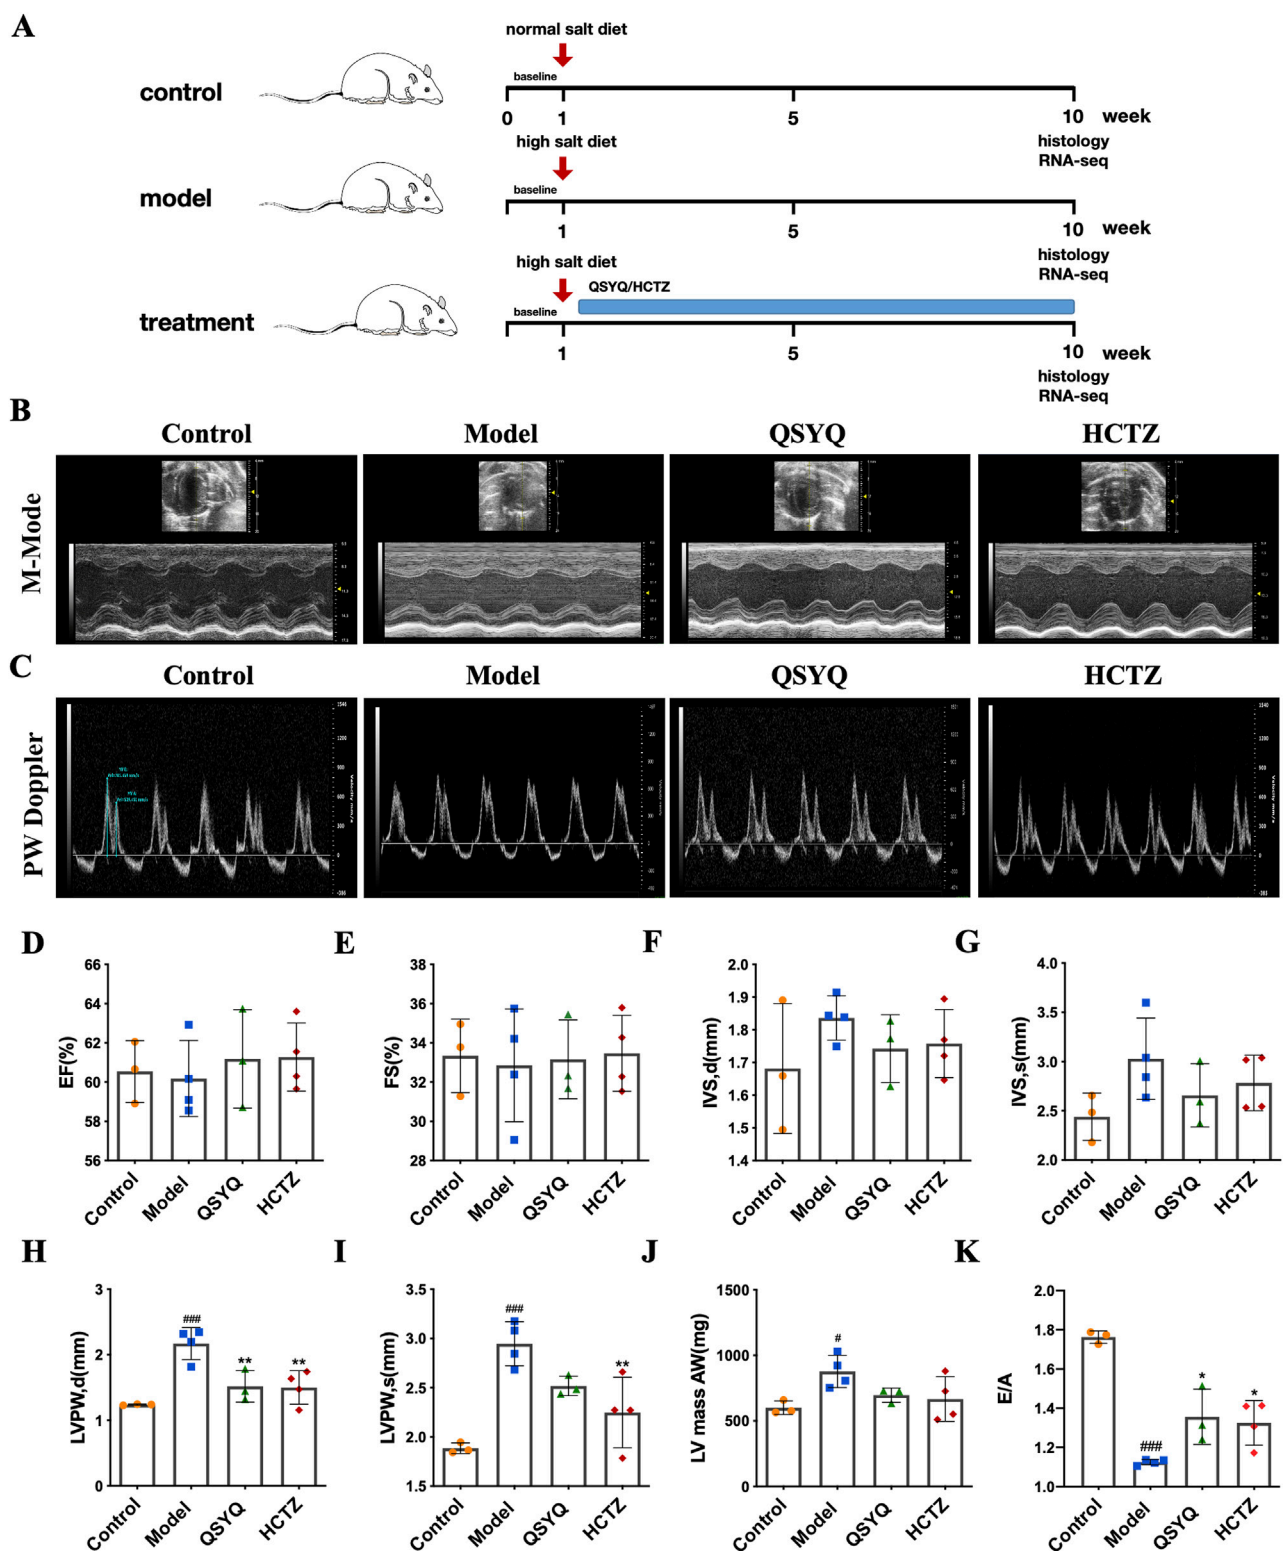 A
normal salt diet
baseline
control
0 1 5 10 week
histology
RNA-seq
high salt diet
baseline
model
1 5 10 week
histology
RNA-seq
high salt diet
QSYQ/HCTZ
baseline
treatment
1 5 10 week
histology
RNA-seq
B
Control Model QSYQ HCTZ
M-Mode
C
Control Model QSYQ HCTZ
PW Doppler
D
EF(%)
66
64
62
60
58
56
Control Model QSYQ HCTZ
E
FS(%)
38
36
34
32
30
28
Control Model QSYQ HCTZ
F
IVS,d(mm)
2.0
1.9
1.8
1.7
1.6
1.5
1.4
Control Model QSYQ HCTZ
G
IVS,s(mm)
4.0
3.5
3.0
2.5
2.0
Control Model QSYQ HCTZ
H
LVPW,d(mm)
3
2
1
0
###
** **
Control Model QSYQ HCTZ
I
LVPW,s(mm)
3.5
3.0
2.5
2.0
1.5
###
**
Control Model QSYQ HCTZ
J
LV mass AW(mg)
1500
1000
500
0
#
Control Model QSYQ HCTZ
K
E/A
2.0
1.8
1.6
1.4
1.2
1.0
###
* *
Control Model QSYQ HCTZ